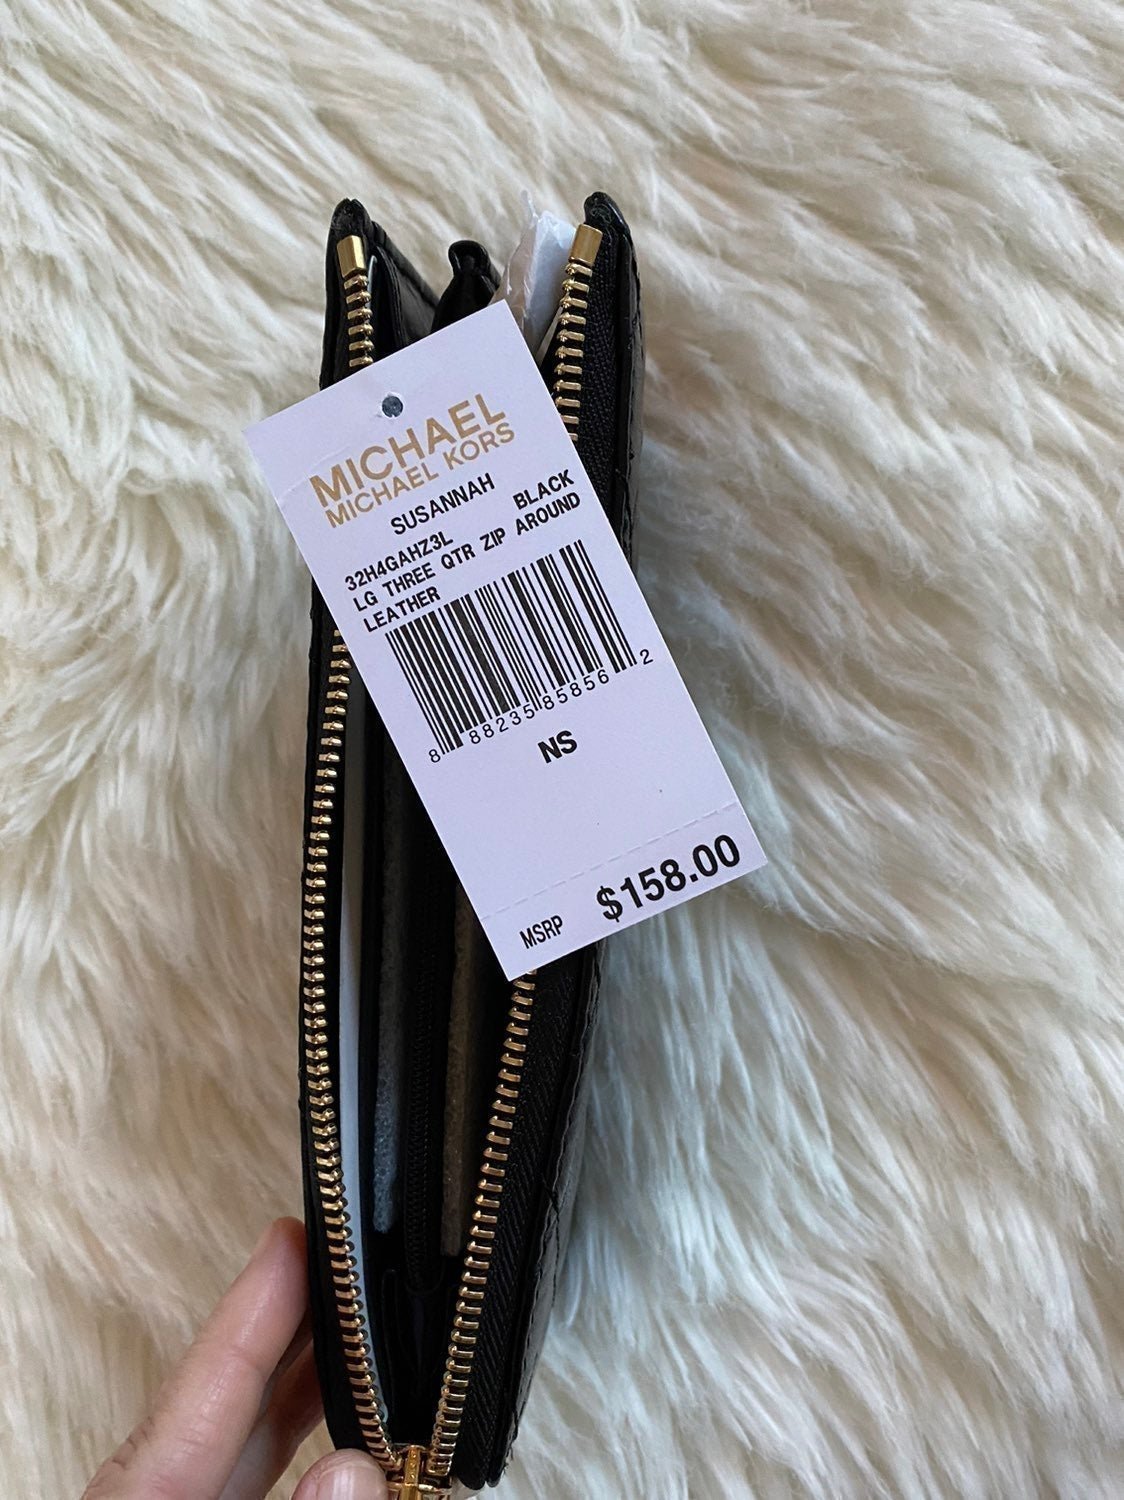 MICHAEL
MICHAEL KORS
SUSANNAH
32H4GAHZ3L BLACK
LG THREE QTR ZIP AROUND
LEATHER
8 88235 85856 2
NS
MSRP $158.00